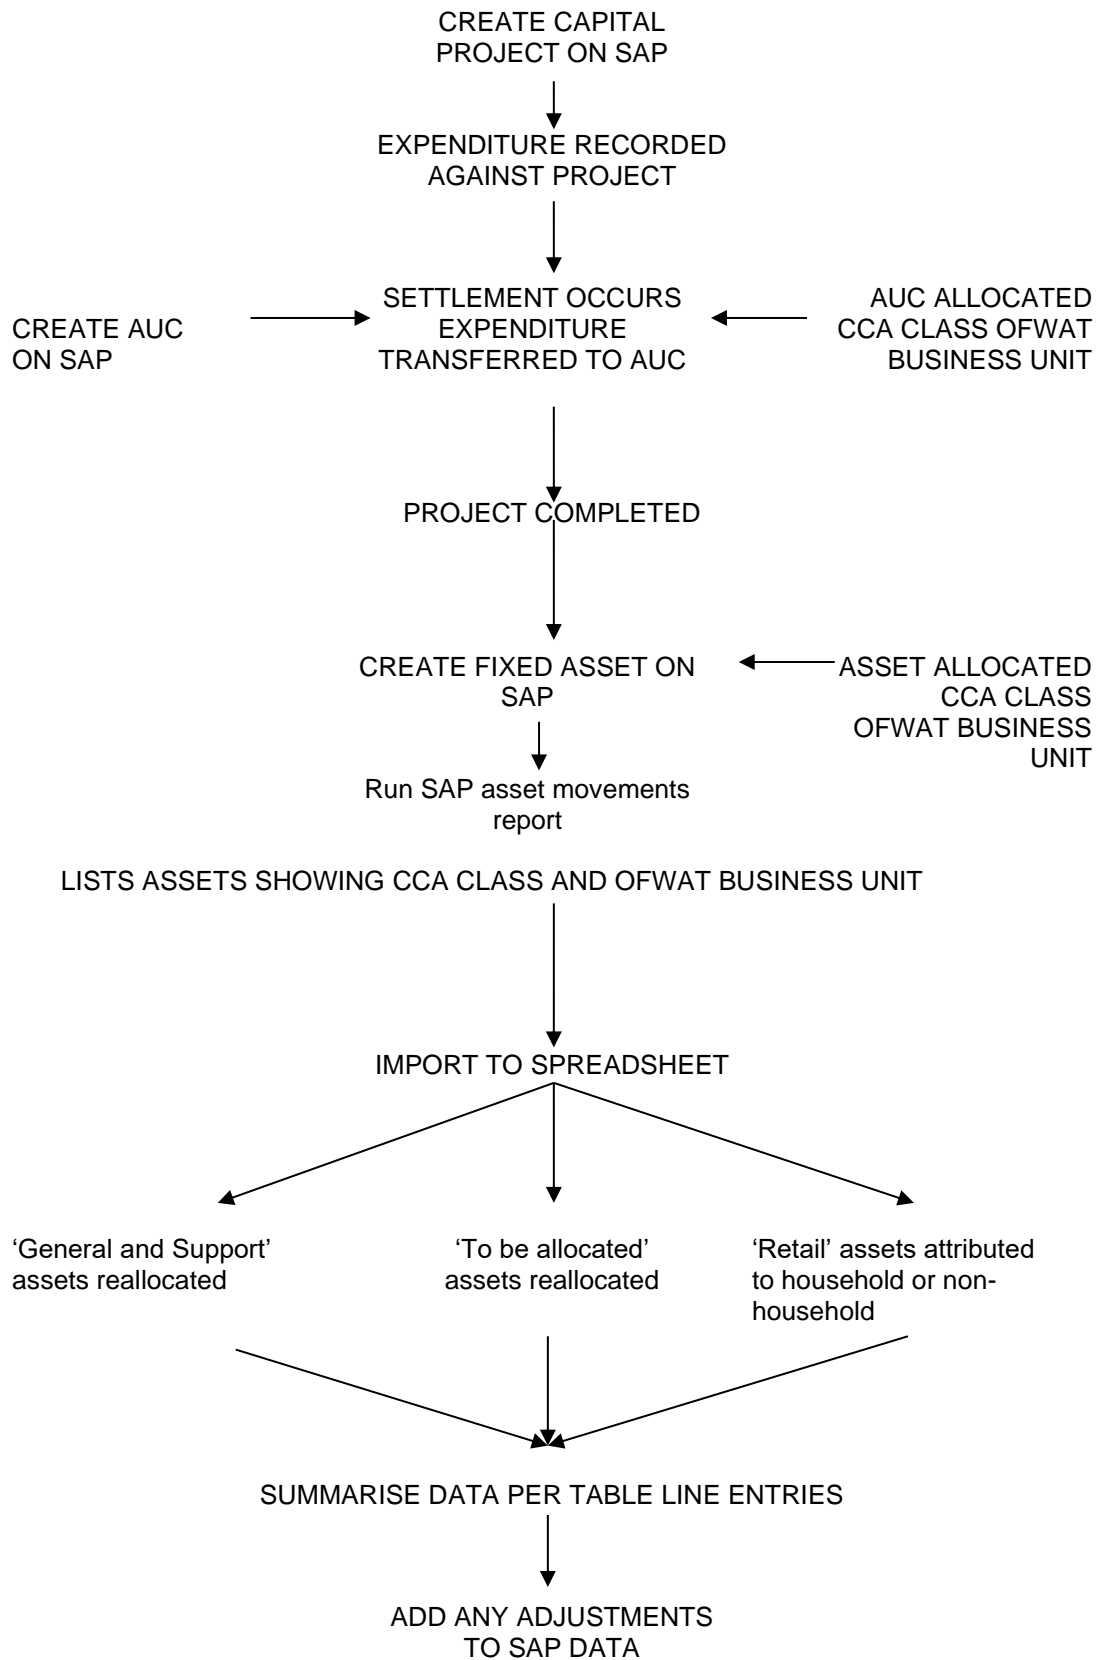 CREATE CAPITAL
PROJECT ON SAP
EXPENDITURE RECORDED
AGAINST PROJECT
CREATE AUC
ON SAP
SETTLEMENT OCCURS
EXPENDITURE
TRANSFERRED TO AUC
AUC ALLOCATED
CCA CLASS OFWAT
BUSINESS UNIT
PROJECT COMPLETED
CREATE FIXED ASSET ON
SAP
ASSET ALLOCATED
CCA CLASS
OFWAT BUSINESS
UNIT
Run SAP asset movements
report
LISTS ASSETS SHOWING CCA CLASS AND OFWAT BUSINESS UNIT
IMPORT TO SPREADSHEET
‘General and Support’
assets reallocated
‘To be allocated’
assets reallocated
‘Retail’ assets attributed
to household or non-
household
SUMMARISE DATA PER TABLE LINE ENTRIES
ADD ANY ADJUSTMENTS
TO SAP DATA